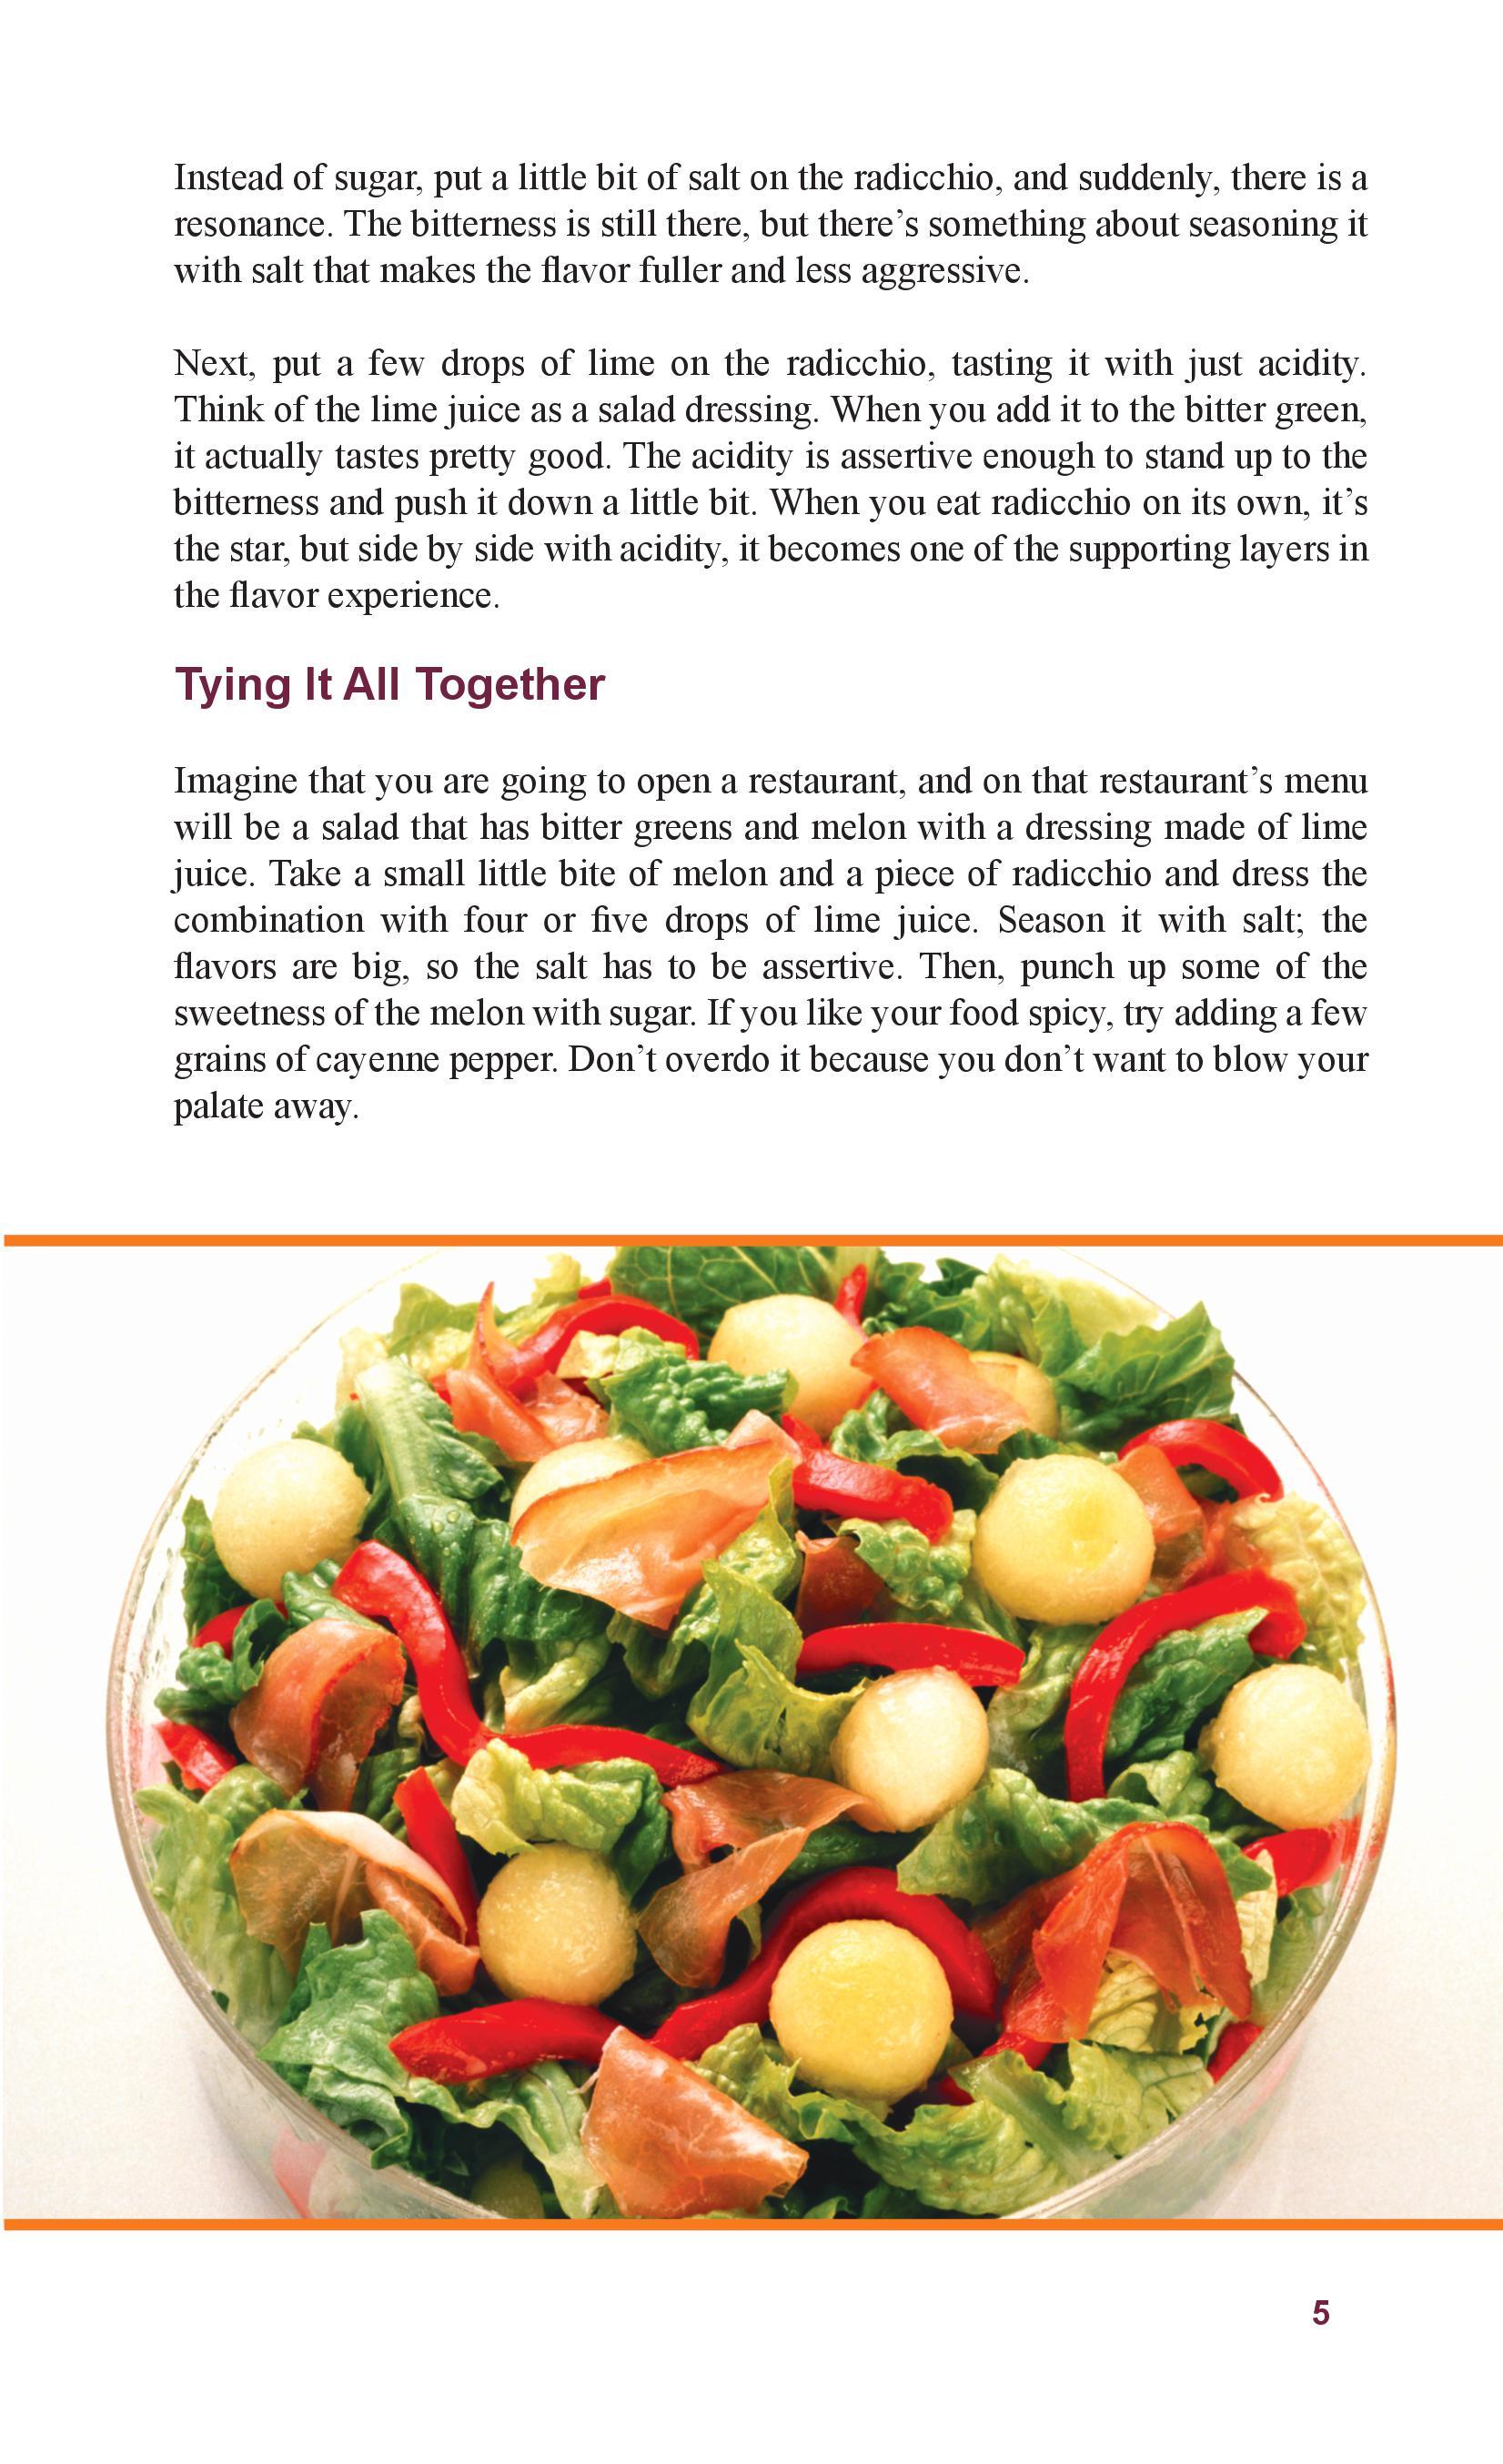 Instead of sugar, put a little bit of salt on the radicchio, and suddenly, there is a
resonance. The bitterness is still there, but there’s something about seasoning it
with salt that makes the flavor fuller and less aggressive.
Next, put a few drops of lime on the radicchio, tasting it with just acidity.
Think of the lime juice as a salad dressing. When you add it to the bitter green,
it actually tastes pretty good. The acidity is assertive enough to stand up to the
bitterness and push it down a little bit. When you eat radicchio on its own, it’s
the star, but side by side with acidity, it becomes one of the supporting layers in
the flavor experience.
Tying It All Together
Imagine that you are going to open a restaurant, and on that restaurant’s menu
will be a salad that has bitter greens and melon with a dressing made of lime
juice. Take a small little bite of melon and a piece of radicchio and dress the
combination with four or five drops of lime juice. Season it with salt; the
flavors are big, so the salt has to be assertive. Then, punch up some of the
sweetness of the melon with sugar. If you like your food spicy, try adding a few
grains of cayenne pepper. Don’t overdo it because you don’t want to blow your
palate away.
5